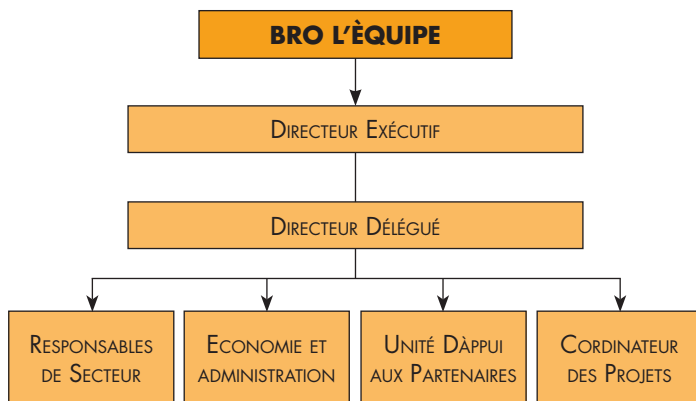 BRO L'ÈQUIPE
Directeur Exécutif
Directeur Délégué
Responsables
de Secteur
Economie et
administration
Unité Dàppui
aux Partenaires
Cordinateur
des Projets